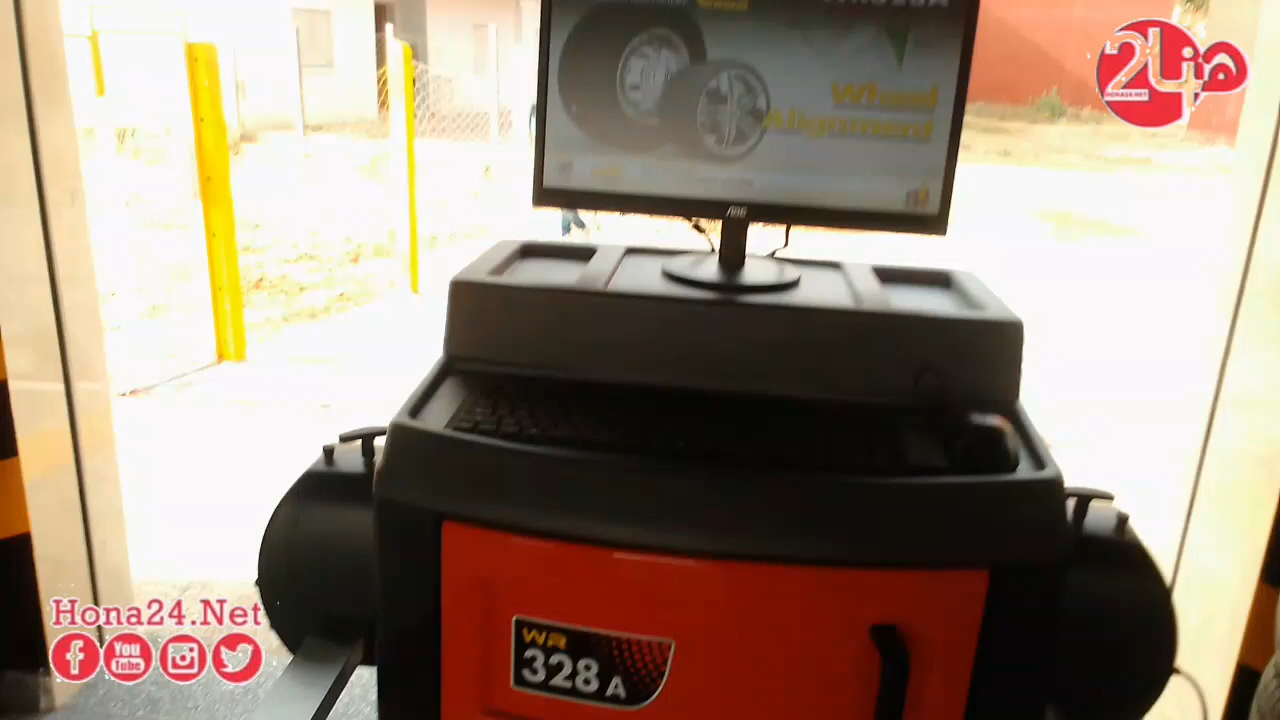 Wheel
Alignment
AOC
24 هنا
HONA24.NET
WR
328A
Hona24.Net
f You Tube